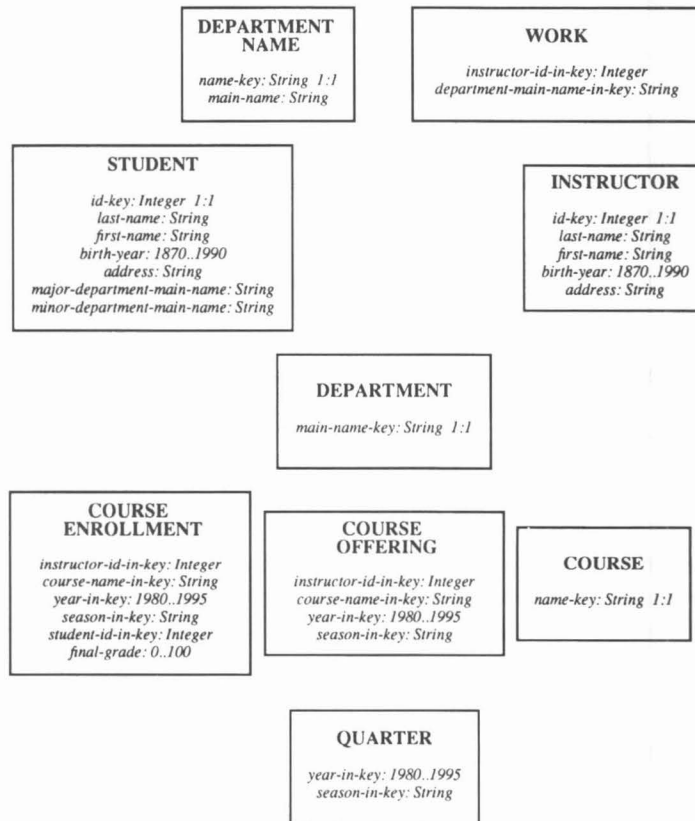 DEPARTMENT
NAME
name-key: String 1:1
main-name: String
WORK
instructor-id-in-key: Integer
department-main-name-in-key: String
STUDENT
id-key: Integer 1:1
last-name: String
first-name: String
birth-year: 1870..1990
address: String
major-department-main-name: String
minor-department-main-name: String
INSTRUCTOR
id-key: Integer 1:1
last-name: String
first-name: String
birth-year: 1870..1990
address: String
DEPARTMENT
main-name-key: String 1:1
COURSE
ENROLLMENT
instructor-id-in-key: Integer
course-name-in-key: String
year-in-key: 1980..1995
season-in-key: String
student-id-in-key: Integer
final-grade: 0..100
COURSE
OFFERING
instructor-id-in-key: Integer
course-name-in-key: String
year-in-key: 1980..1995
season-in-key: String
COURSE
name-key: String 1:1
QUARTER
year-in-key: 1980..1995
season-in-key: String